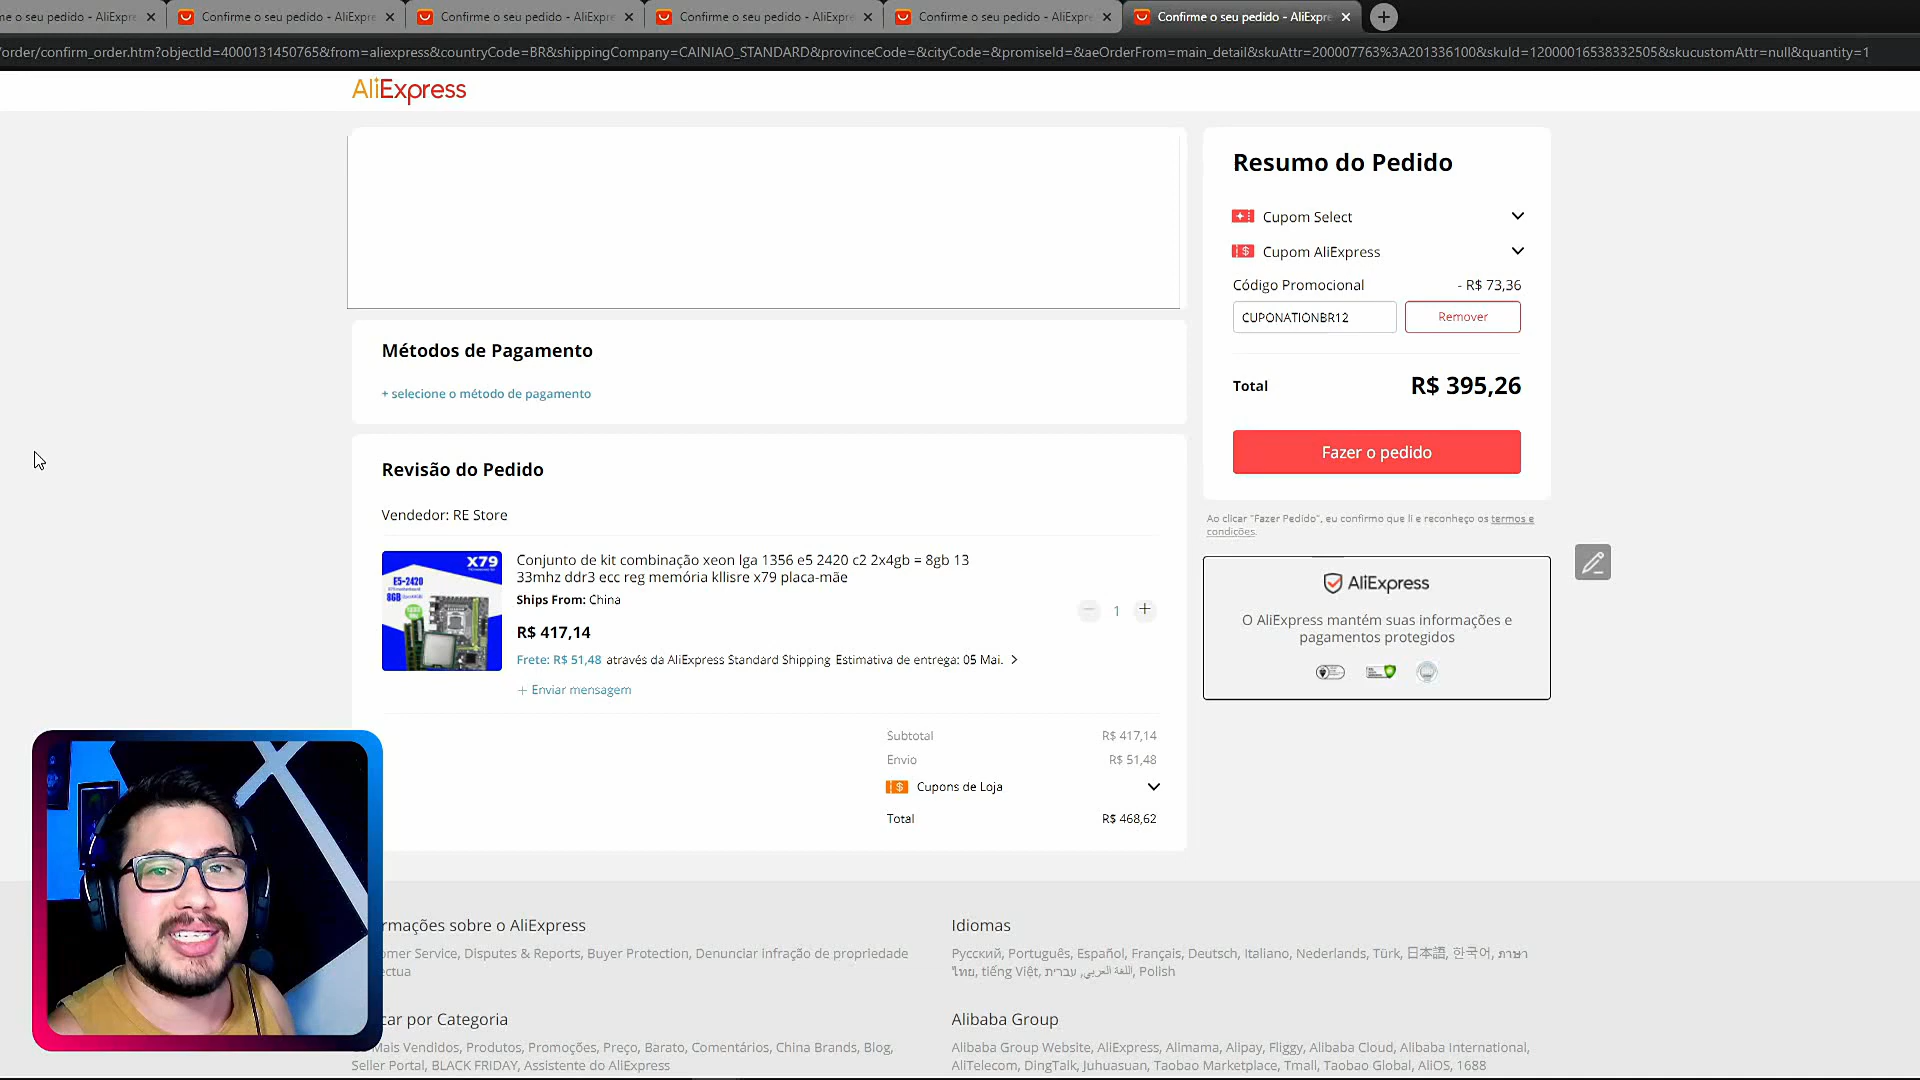 me o seu pedido - AliExpre
Confirme o seu pedido - AliExpre
Confirme o seu pedido - AliExpre
Confirme o seu pedido - AliExpre
Confirme o seu pedido - AliExpre
Confirme o seu pedido - AliExpre
/order/confirm_order.htm?objectId=4000131450765&from=aliexpress&countryCode=BR&shippingCompany=CAINIAO_STANDARD&provinceCode=&cityCode=&promiseId=&aeOrderFrom=main_detail&skuAttr=200007763%3A201336100&skuId=12000016538332505&skucustomAttr=null&quantity=1
AliExpress
Resumo do Pedido
Cupom Select
Cupom AliExpress
Código Promocional - R$ 73,36
CUPONATIONBR12 Remover
Total R$ 395,26
Fazer o pedido
Ao clicar "Fazer Pedido", eu confirmo que li e reconheço os termos e
condições.
AliExpress
O AliExpress mantém suas informações e
pagamentos protegidos
Métodos de Pagamento
+ selecione o método de pagamento
Revisão do Pedido
Vendedor: RE Store
X79
E5-2420
8GB
Conjunto de kit combinação xeon lga 1356 e5 2420 c2 2x4gb = 8gb 13
33mhz ddr3 ecc reg memória kllisre x79 placa-mãe
Ships From: China
1
R$ 417,14
Frete: R$ 51,48 através da AliExpress Standard Shipping Estimativa de entrega: 05 Mai.
+ Enviar mensagem
Subtotal R$ 417,14
Envio R$ 51,48
Cupons de Loja
Total R$ 468,62
rmações sobre o AliExpress
omer Service, Disputes & Reports, Buyer Protection, Denunciar infração de propriedade
ectua
Idiomas
Русский, Português, Español, Français, Deutsch, Italiano, Nederlands, Türk, 日本語, 한국어, ภาษา
ไทย, tiếng Việt, اللغة العربي, עברית, Polish
car por Categoria
Mais Vendidos, Produtos, Promoções, Preço, Barato, Comentários, China Brands, Blog,
Seller Portal, BLACK FRIDAY, Assistente do AliExpress
Alibaba Group
Alibaba Group Website, AliExpress, Alimama, Alipay, Fliggy, Alibaba Cloud, Alibaba International,
AliTelecom, DingTalk, Juhuasuan, Taobao Marketplace, Tmall, Taobao Global, AliOS, 1688